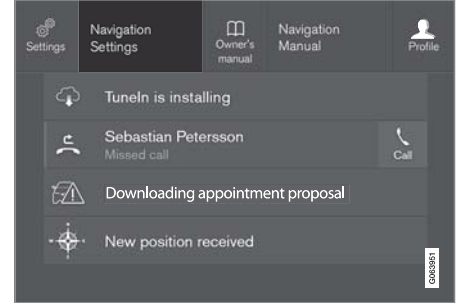 Settings
Navigation
Settings
Owner's
manual
Navigation
Manual
Profile
TuneIn is installing
Sebastian Petersson
Missed call
Call
Downloading appointment proposal
New position received
G063951